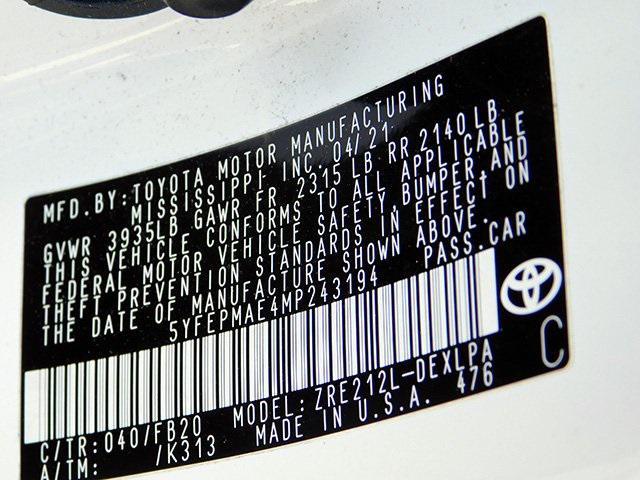 MFD.BY:TOYOTA MOTOR MANUFACTURING
MISSISSIPPI INC. 04/21
GVWR 3935LB GAWR FR 2315 LB RR 2140LB
THIS VEHICLE CONFORMS TO ALL APPLICABLE
FEDERAL MOTOR VEHICLE SAFETY,BUMPER,AND
THEFT PREVENTION STANDARDS IN EFFECT ON
THE DATE OF MANUFACTURE SHOWN ABOVE.
5YFEPMAE4MP243194 PASS.CAR
C/TR:040/FB20 MODEL:ZRE212L-DEXLPA
A/TM: /K313 MADE IN U.S.A. 476
C